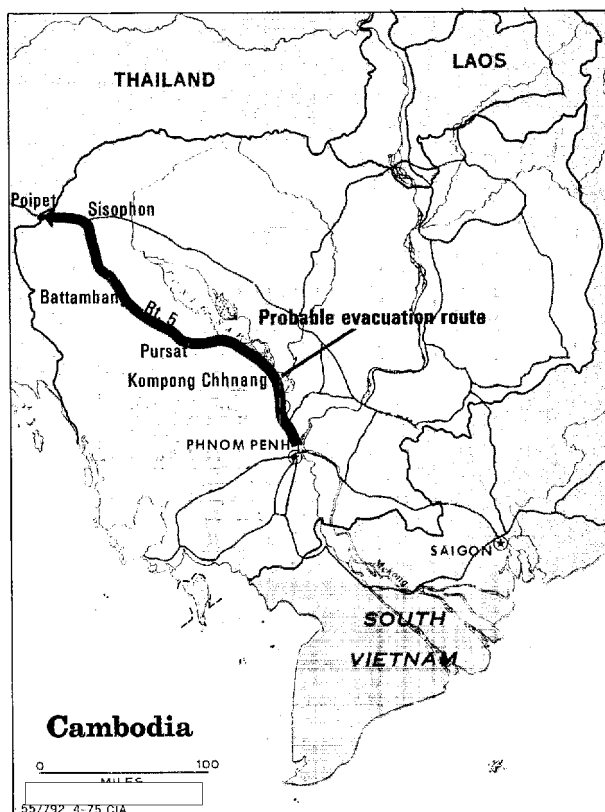 THAILAND
LAOS
Poipet
Sisophon
Battambang
Rt. 5
Probable evacuation route
Pursat
Kompong Chhnang
PHNOM PENH
SAIGON
Mekong
SOUTH
VIETNAM
Cambodia
0 100
MILES
557792 4-75 CIA